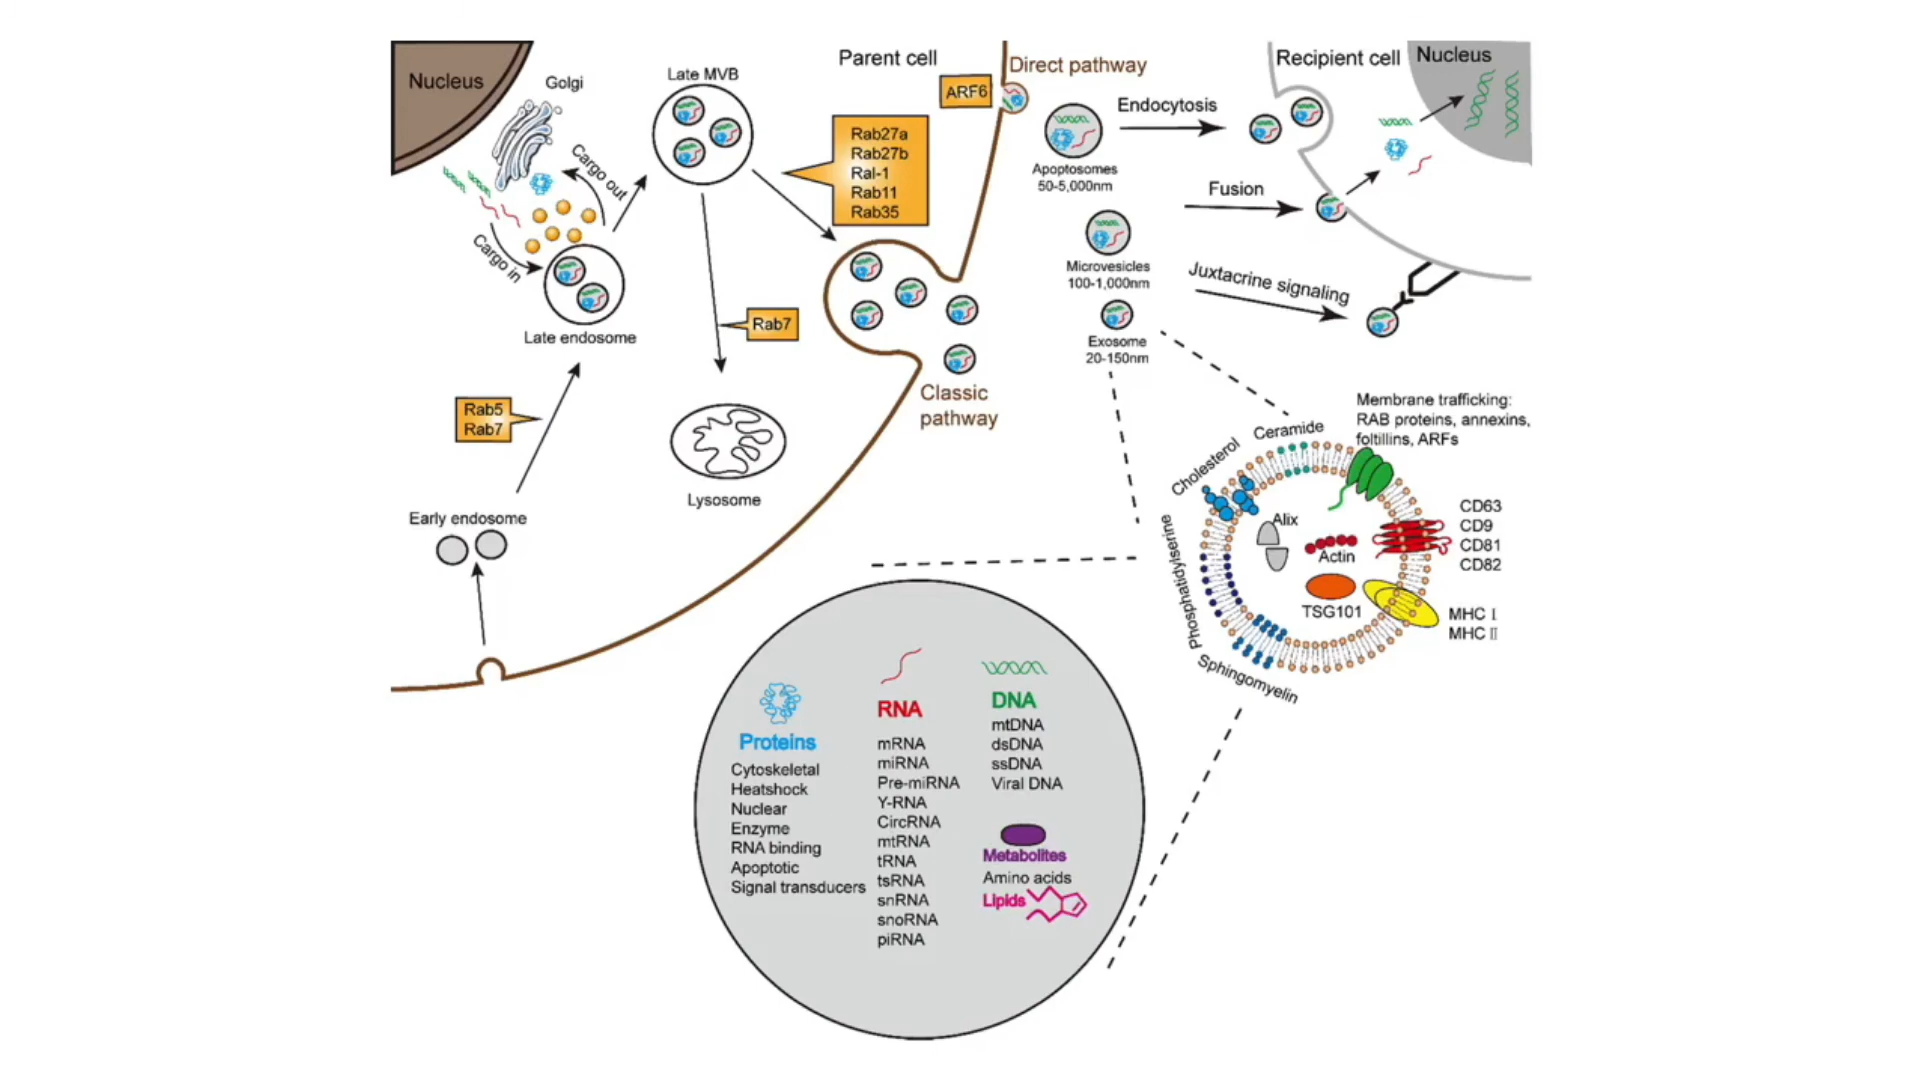 Nucleus
Golgi
Late MVB
Parent cell
ARF6
Direct pathway
Recipient cell
Nucleus
Cargo out
Cargo in
Rab27a
Rab27b
Ral-1
Rab11
Rab35
Endocytosis
Apoptosomes
50-5,000nm
Fusion
Microvesicles
100-1,000nm
Juxtacrine signaling
Exosome
20-150nm
Late endosome
Rab7
Rab5
Rab7
Classic
pathway
Lysosome
Early endosome
Membrane trafficking:
RAB proteins, annexins,
foltillins, ARFs
Ceramide
Cholesterol
Phosphatidylserine
Sphingomyelin
Alix
Actin
TSG101
CD63
CD9
CD81
CD82
MHC Ⅰ
MHC Ⅱ
Proteins
Cytoskeletal
Heatshock
Nuclear
Enzyme
RNA binding
Apoptotic
Signal transducers
RNA
mRNA
miRNA
Pre-miRNA
Y-RNA
CircRNA
mtRNA
tRNA
tsRNA
snRNA
snoRNA
piRNA
DNA
mtDNA
dsDNA
ssDNA
Viral DNA
Metabolites
Amino acids
Lipids